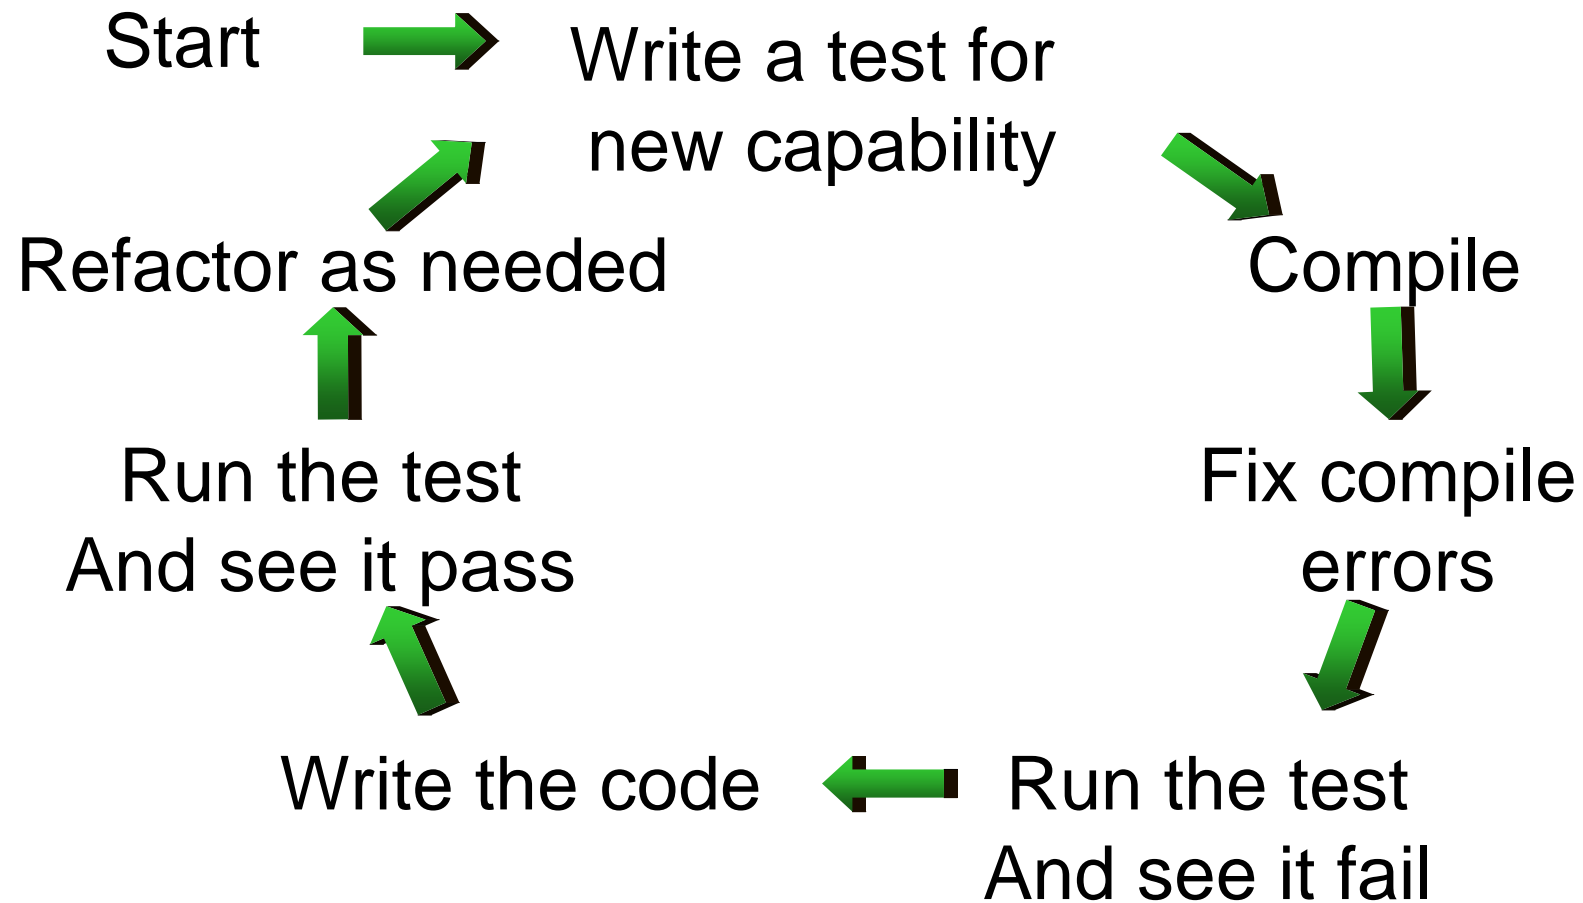 Start
Write a test for
new capability
Compile
Fix compile
errors
Run the test
And see it fail
Write the code
Run the test
And see it pass
Refactor as needed